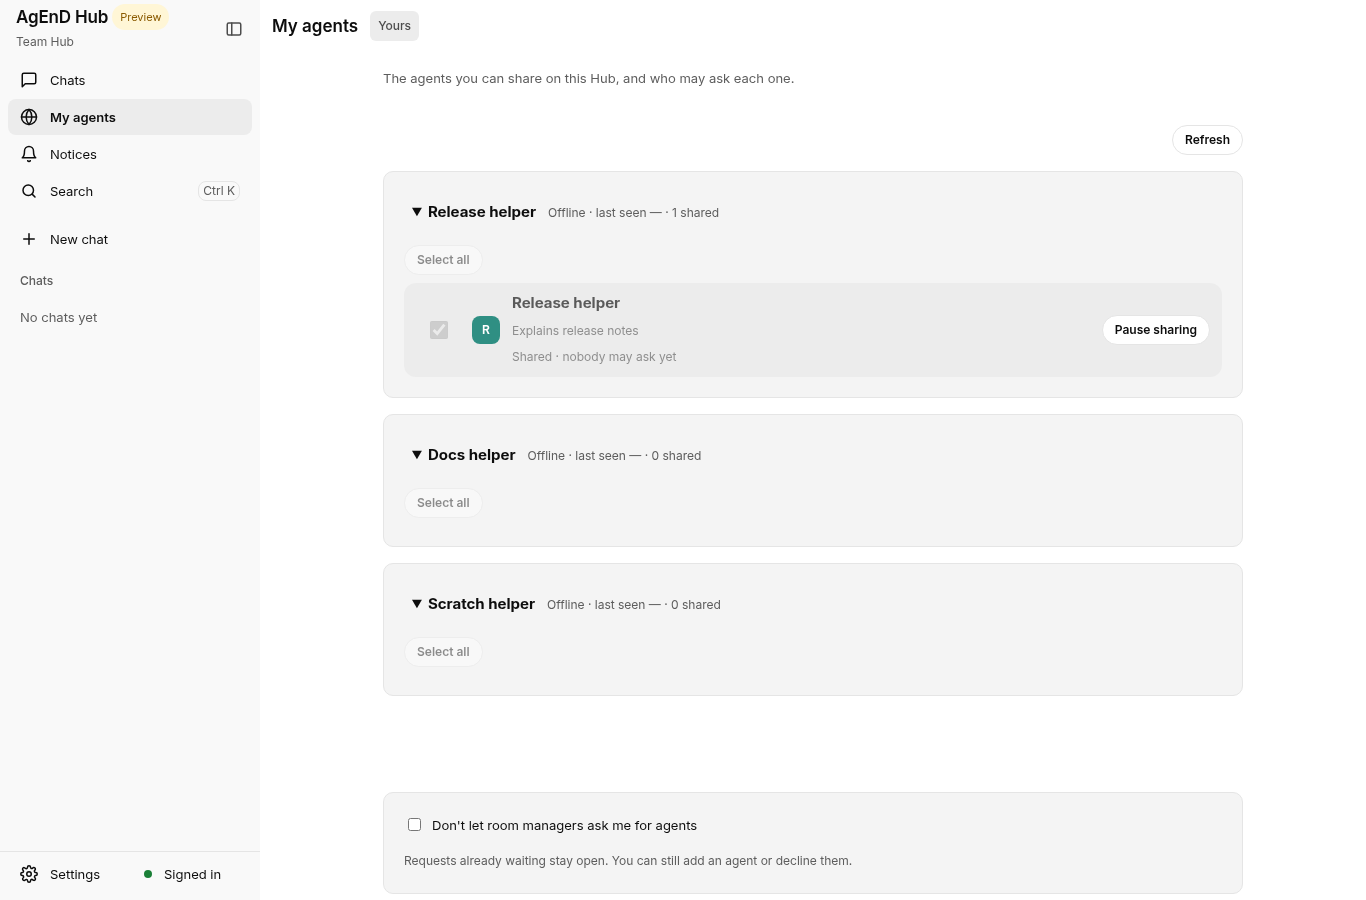 AgEnD Hub Preview
Team Hub
Chats
My agents
Notices
Search Ctrl K
New chat
Chats
No chats yet
Settings
Signed in
My agents Yours
The agents you can share on this Hub, and who may ask each one.
Refresh
Release helper Offline · last seen — · 1 shared
Select all
R
Release helper
Explains release notes
Shared · nobody may ask yet
Pause sharing
Docs helper Offline · last seen — · 0 shared
Select all
Scratch helper Offline · last seen — · 0 shared
Select all
Don't let room managers ask me for agents
Requests already waiting stay open. You can still add an agent or decline them.